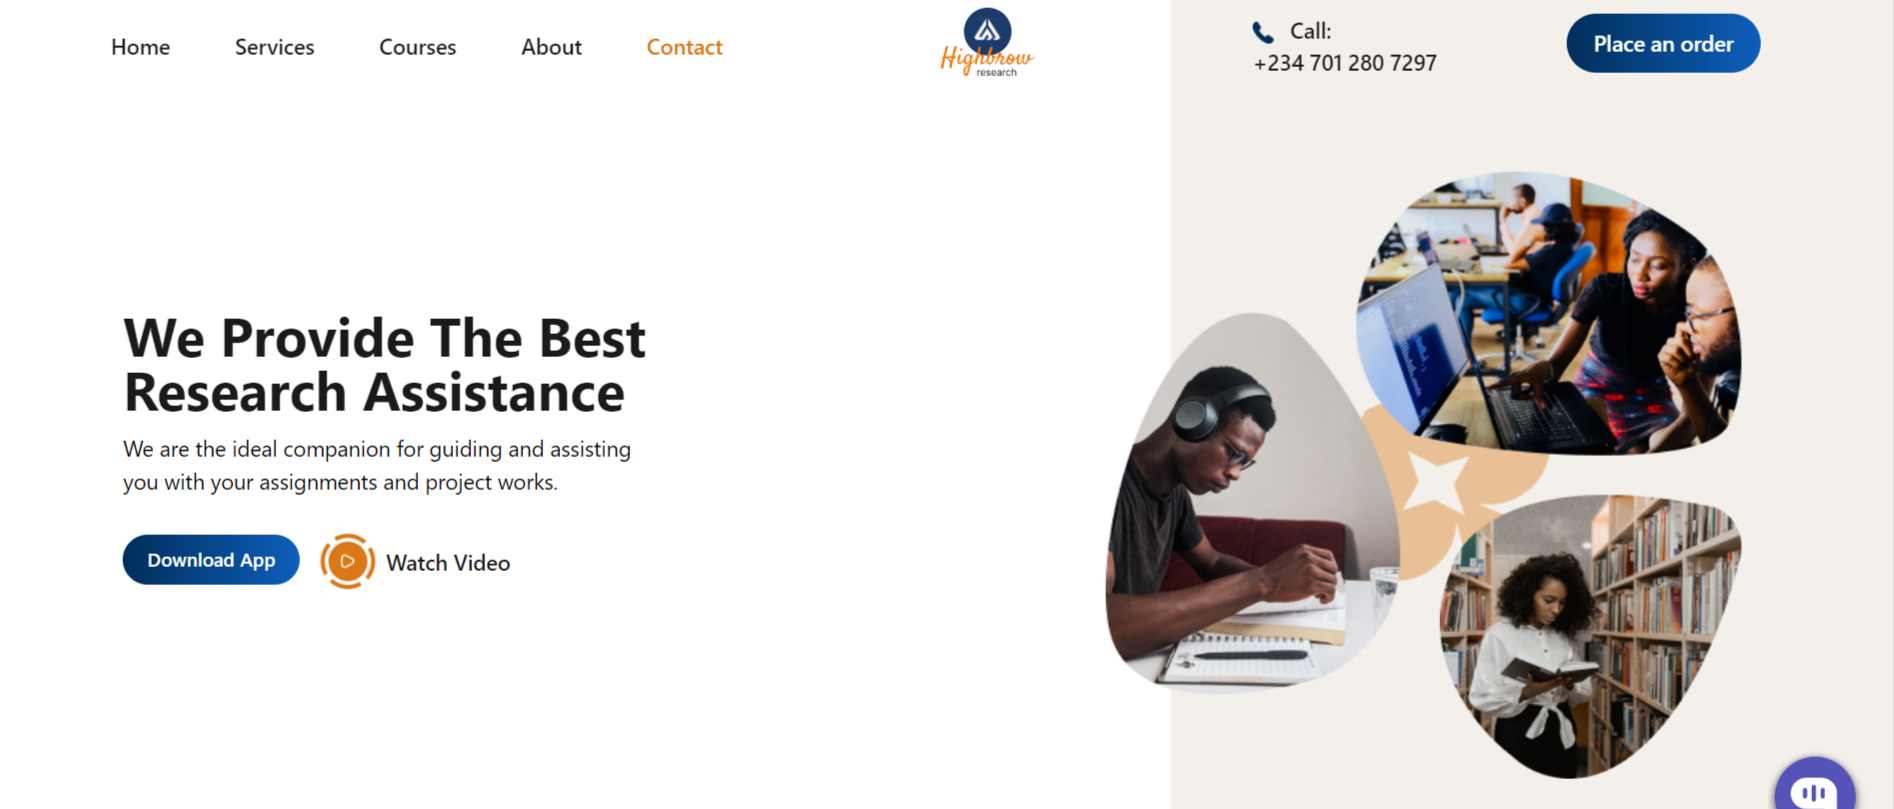 Home
Services
Courses
About
Contact
Highbrow
research
Call:
+234 701 280 7297
Place an order
We Provide The Best
Research Assistance
We are the ideal companion for guiding and assisting
you with your assignments and project works.
Download App
Watch Video